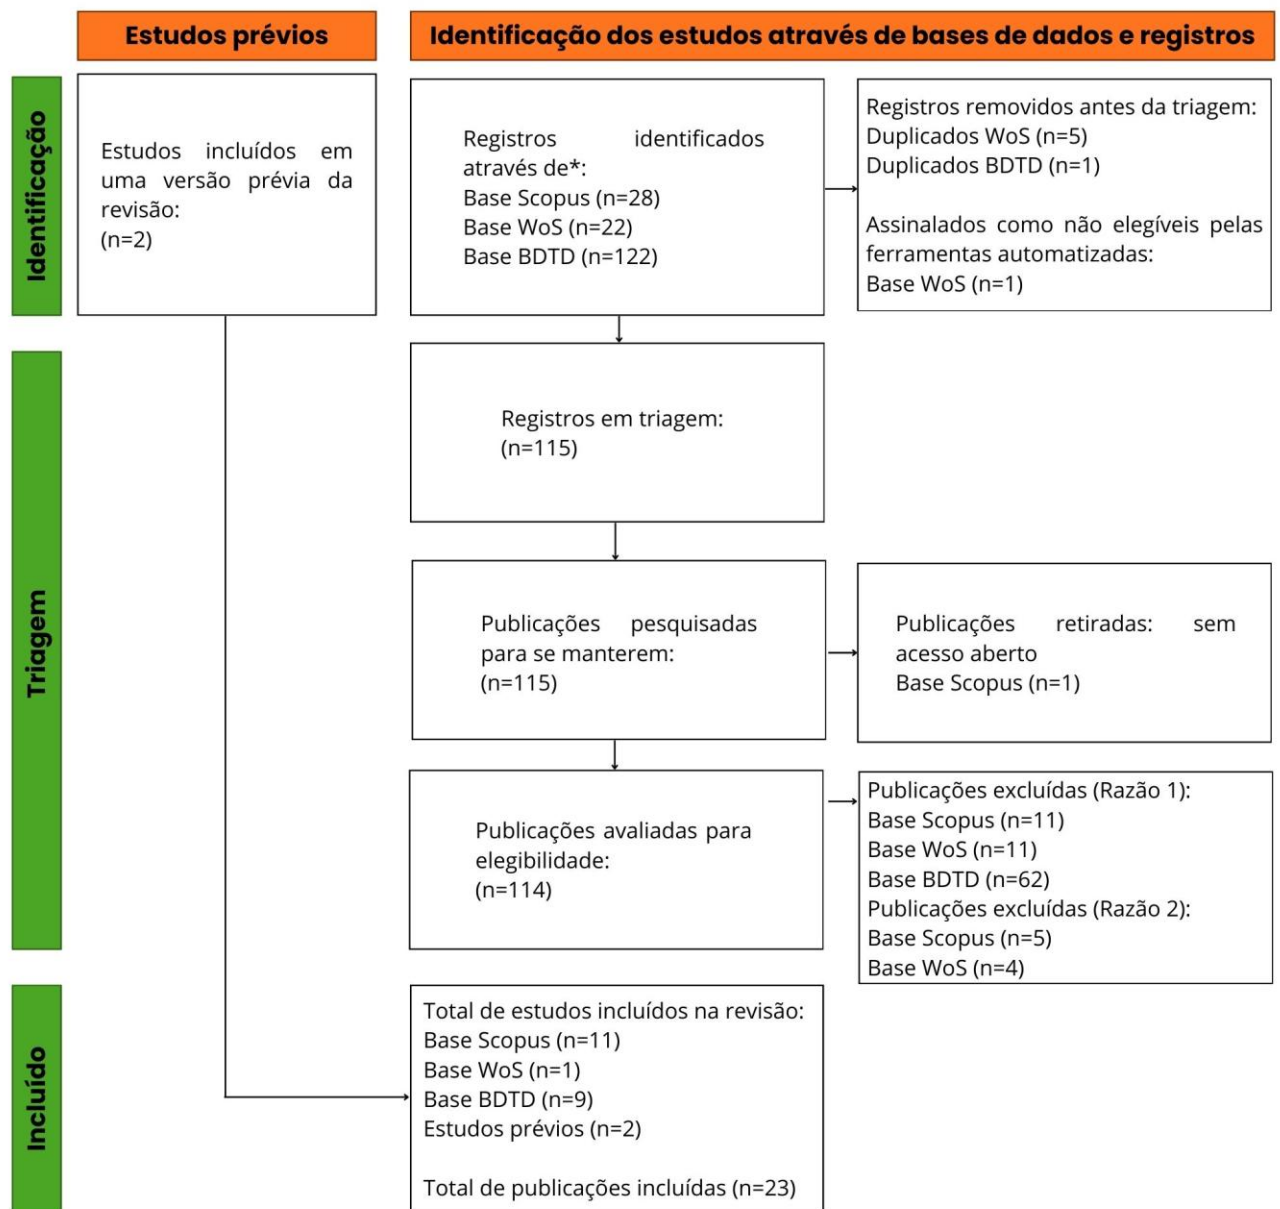 Estudos prévios
Identificação dos estudos através de bases de dados e registros
Identificação
Estudos incluídos em
uma versão prévia da
revisão:
(n=2)
Registros identificados
através de*:
Base Scopus (n=28)
Base WoS (n=22)
Base BDTD (n=122)
Registros removidos antes da triagem:
Duplicados WoS (n=5)
Duplicados BDTD (n=1)
Assinalados como não elegíveis pelas
ferramentas automatizadas:
Base WoS (n=1)
Triagem
Registros em triagem:
(n=115)
Publicações pesquisadas
para se manterem:
(n=115)
Publicações retiradas: sem
acesso aberto
Base Scopus (n=1)
Publicações avaliadas para
elegibilidade:
(n=114)
Publicações excluídas (Razão 1):
Base Scopus (n=11)
Base WoS (n=11)
Base BDTD (n=62)
Publicações excluídas (Razão 2):
Base Scopus (n=5)
Base WoS (n=4)
Incluído
Total de estudos incluídos na revisão:
Base Scopus (n=11)
Base WoS (n=1)
Base BDTD (n=9)
Estudos prévios (n=2)
Total de publicações incluídas (n=23)